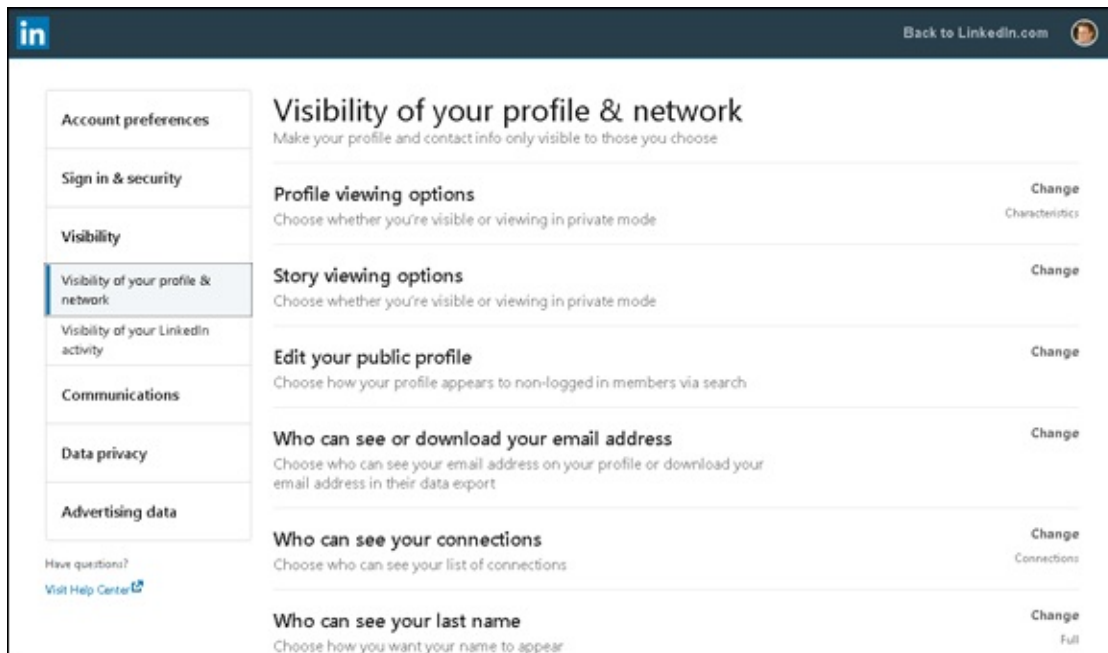 in
Back to LinkedIn.com
Account preferences
Sign in & security
Visibility
Visibility of your profile &
network
Visibility of your LinkedIn
activity
Communications
Data privacy
Advertising data
Have questions?
Visit Help Center
Visibility of your profile & network
Make your profile and contact info only visible to those you choose
Profile viewing options
Change
Choose whether you're visible or viewing in private mode
Characteristics
Story viewing options
Change
Choose whether you're visible or viewing in private mode
Edit your public profile
Change
Choose how your profile appears to non-logged in members via search
Who can see or download your email address
Change
Choose who can see your email address on your profile or download your
email address in their data export
Who can see your connections
Change
Choose who can see your list of connections
Connections
Who can see your last name
Change
Choose how you want your name to appear
Full